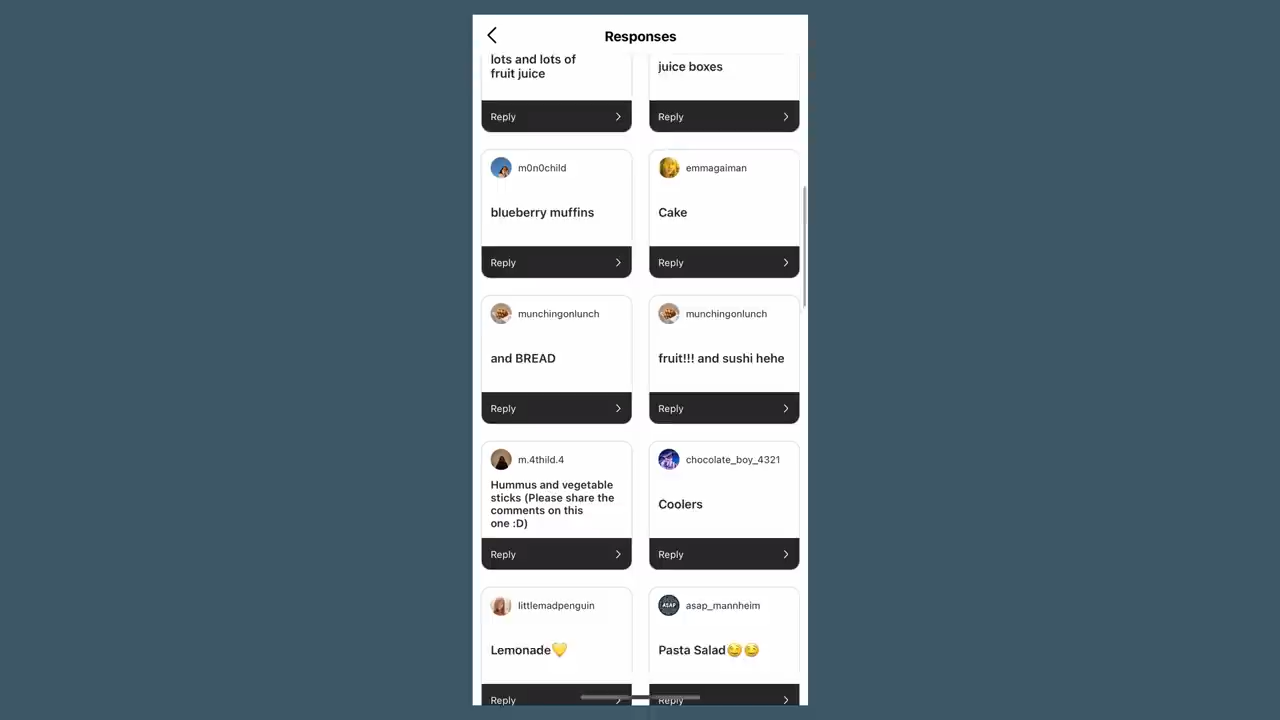 Responses
lots and lots of
fruit juice
juice boxes
Reply
Reply
m0n0child
emmagaiman
blueberry muffins
Cake
Reply
Reply
munchingonlunch
munchingonlunch
and BREAD
fruit!!! and sushi hehe
Reply
Reply
m.4thild.4
chocolate_boy_4321
Hummus and vegetable
sticks (Please share the
comments on this
one :D)
Coolers
Reply
Reply
littlemadpenguin
ASAP
asap_mannheim
Lemonade💛
Pasta Salad😋😋
Reply
Reply